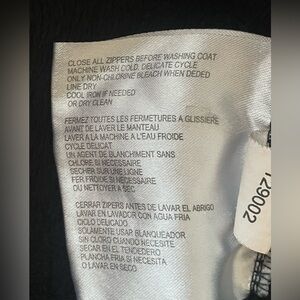 CLOSE ALL ZIPPERS BEFORE WASHING COAT
MACHINE WASH COLD, DELICATE CYCLE
ONLY NON-CHLORINE BLEACH WHEN DEDED
LINE DRY
COOL IRON IF NEEDED
OR DRY CLEAN
FERMEZ TOUTES LES FERMETURES A GLISSIERE
AVANT DE LAVER LE MANTEAU
LAVER A LA MACHINE A L'EAU FROIDE
CYCLE DELICAT
UN AGENT DE BLANCHIMENT SANS
CHLORE SI NECESSAIRE
SECHER SUR UNE LIGNE
FER FROIDE SI NECESSAIRE
OU NETTOYER A SEC
CERRAR ZIPERS ANTES DE LAVAR EL ABRIGO
LAVAR EN LAVADOR CON AGUA FRIA
CICLO DELICADO
SOLAMENTE USAR BLANQUEADOR
SIN CLORO CUANDO NECESITE
SECAR EN EL TENDEDERO
PLANCHA FRIA SI NECESITE
O LAVAR EN SECO
129002